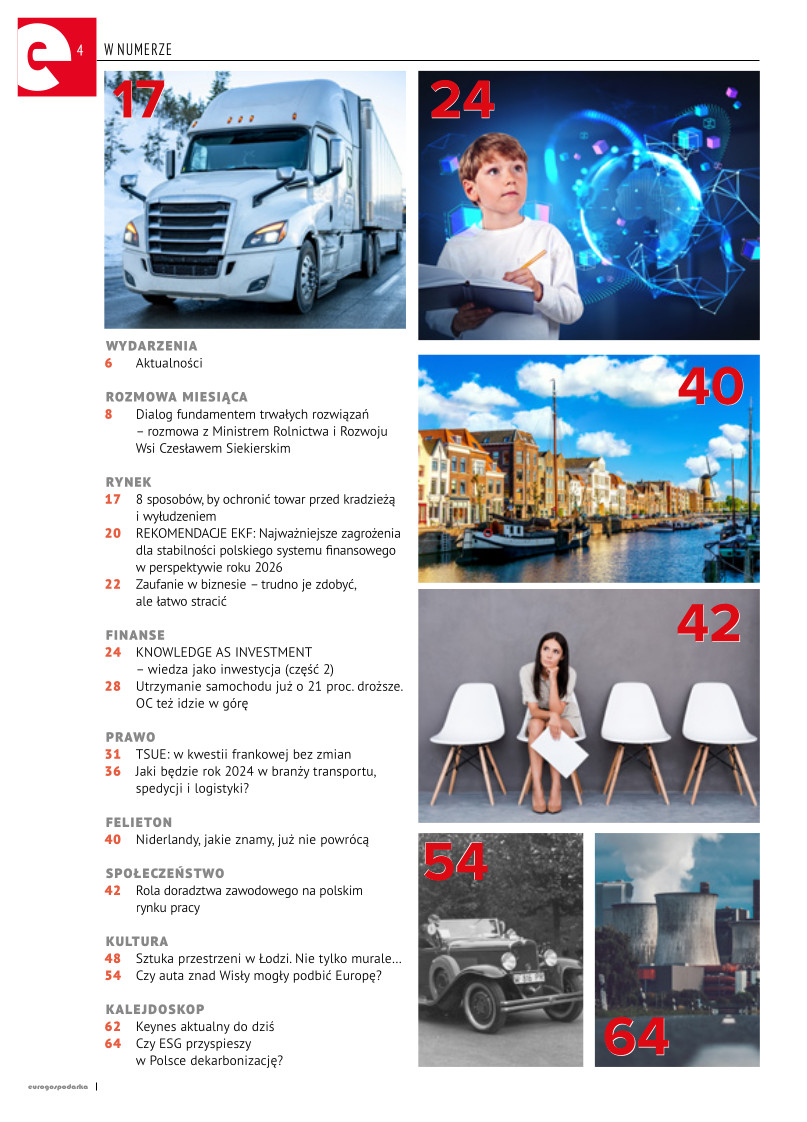 4
W NUMERZE
17
24
WYDARZENIA
6 Aktualności
ROZMOWA MIESIĄCA
8 Dialog fundamentem trwałych rozwiązań
– rozmowa z Ministrem Rolnictwa i Rozwoju
Wsi Czesławem Siekierskim
RYNEK
17 8 sposobów, by ochronić towar przed kradzieżą
i wyłudzeniem
20 REKOMENDACJE EKF: Najważniejsze zagrożenia
dla stabilności polskiego systemu finansowego
w perspektywie roku 2026
22 Zaufanie w biznesie – trudno je zdobyć,
ale łatwo stracić
FINANSE
24 KNOWLEDGE AS INVESTMENT
– wiedza jako inwestycja (część 2)
28 Utrzymanie samochodu już o 21 proc. droższe.
OC też idzie w górę
PRAWO
31 TSUE: w kwestii frankowej bez zmian
36 Jaki będzie rok 2024 w branży transportu,
spedycji i logistyki?
FELIETON
40 Niderlandy, jakie znamy, już nie powrócą
SPOŁECZEŃSTWO
42 Rola doradztwa zawodowego na polskim
rynku pracy
KULTURA
48 Sztuka przestrzeni w Łodzi. Nie tylko murale...
54 Czy auta znad Wisły mogły podbić Europę?
KALEJDOSKOP
62 Keynes aktualny do dziś
64 Czy ESG przyspieszy
w Polsce dekarbonizację?
40
42
54
64
eurogospodarka